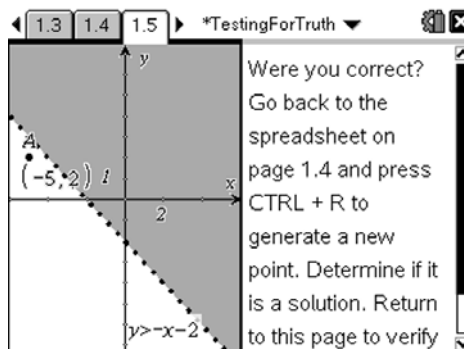 1.3 1.4 1.5 *TestingForTruth
y
A
(-5, 2) 1
x
2
y>-x-2
Were you correct?
Go back to the
spreadsheet on
page 1.4 and press
CTRL + R to
generate a new
point. Determine if it
is a solution. Return
to this page to verify